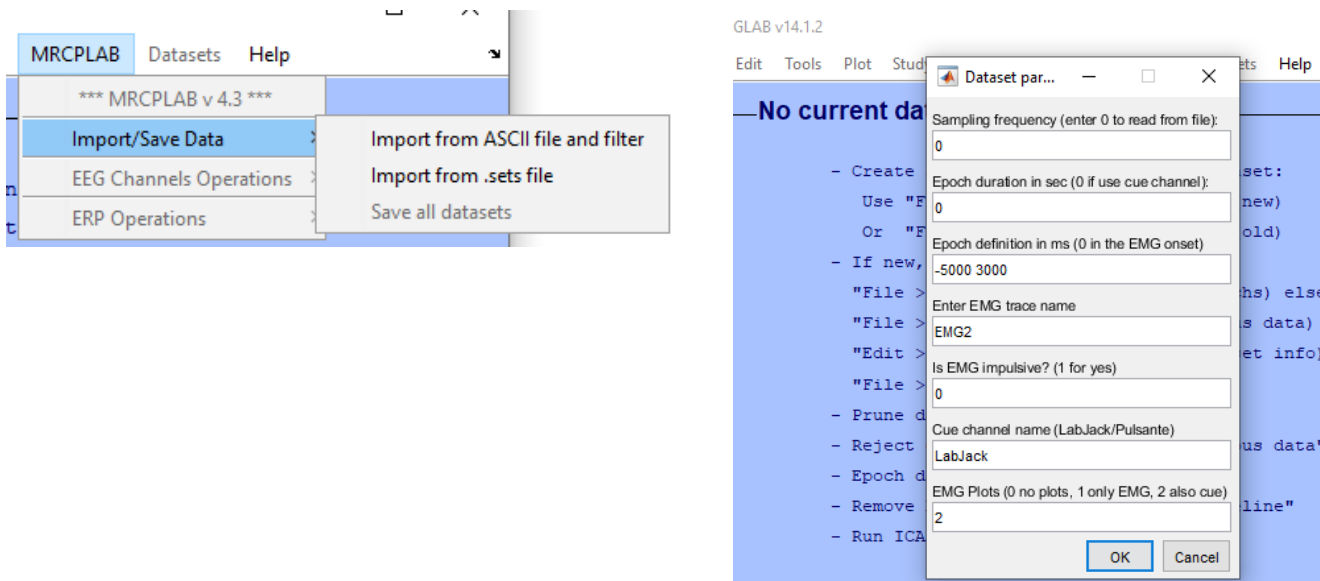 MRCPLAB Datasets Help
*** MRCPLAB v 4.3 ***
Import/Save Data
EEG Channels Operations
ERP Operations
Import from ASCII file and filter
Import from .sets file
Save all datasets
GLAB v14.1.2
Edit Tools Plot Stud ets Help
No current da
- Create set:
Use "F new)
Or "F old)
- If new,
"File > hs) else
"File > s data)
"Edit > et info)
"File >
- Prune d
- Reject us data"
- Epoch d
- Remove line"
- Run ICA
Dataset par...
Sampling frequency (enter 0 to read from file):
0
Epoch duration in sec (0 if use cue channel):
0
Epoch definition in ms (0 in the EMG onset)
-5000 3000
Enter EMG trace name
EMG2
Is EMG impulsive? (1 for yes)
0
Cue channel name (LabJack/Pulsante)
LabJack
EMG Plots (0 no plots, 1 only EMG, 2 also cue)
2
OK Cancel